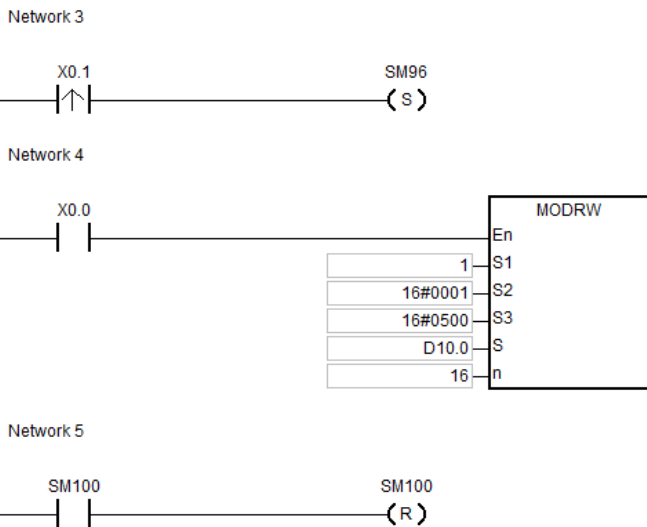 Network 3
X0.1 SM96
( S )
Network 4
X0.0 MODRW
En
1 S1
16#0001 S2
16#0500 S3
D10.0 S
16 n
Network 5
SM100 SM100
( R )